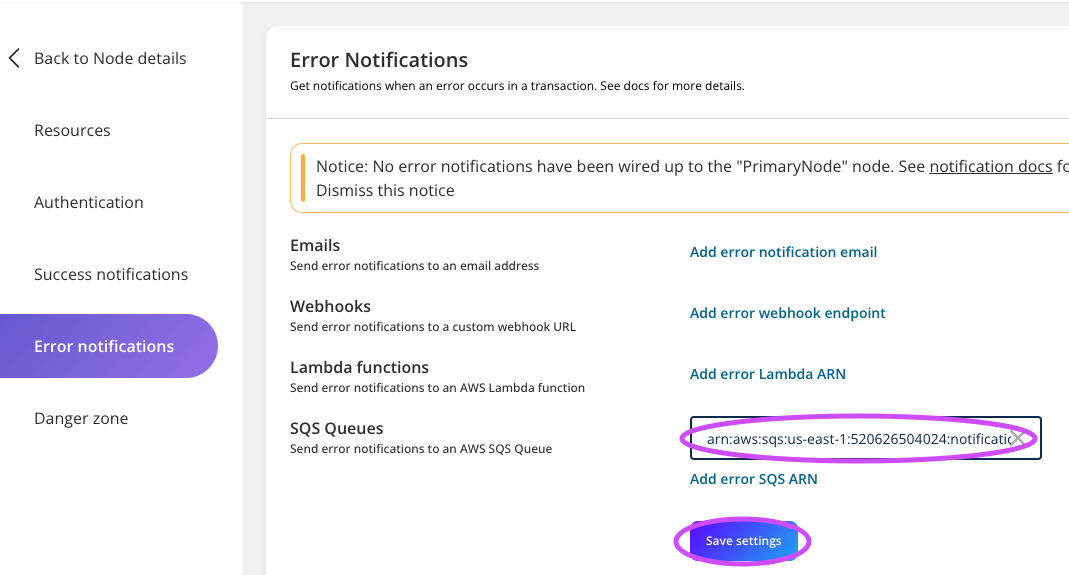 Back to Node details
Resources
Authentication
Success notifications
Error notifications
Danger zone
Error Notifications
Get notifications when an error occurs in a transaction. See docs for more details.
Notice: No error notifications have been wired up to the "PrimaryNode" node. See notification docs fo
Dismiss this notice
Emails
Send error notifications to an email address
Add error notification email
Webhooks
Send error notifications to a custom webhook URL
Add error webhook endpoint
Lambda functions
Send error notifications to an AWS Lambda function
Add error Lambda ARN
SQS Queues
Send error notifications to an AWS SQS Queue
arn:aws:sqs:us-east-1:520626504024:notificatio
Add error SQS ARN
Save settings